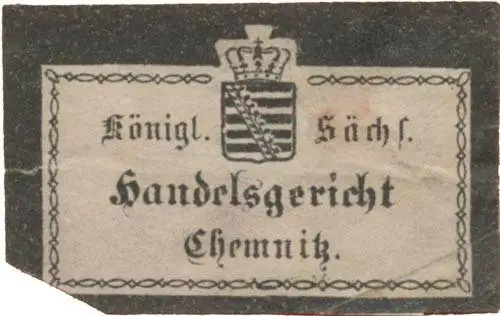 Königl. Sächs.
Handelsgericht
Chemnitz.